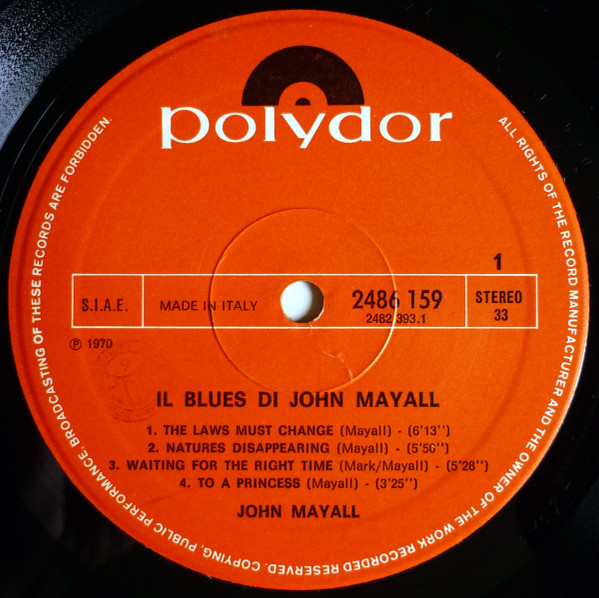 polydor
1
S.I.A.E.
MADE IN ITALY
2486 159
2482 393.1
STEREO
33
℗ 1970
IL BLUES DI JOHN MAYALL
1. THE LAWS MUST CHANGE (Mayall) - (6'13'')
2. NATURES DISAPPEARING (Mayall) - (5'56'')
3. WAITING FOR THE RIGHT TIME (Mark/Mayall) - (5'28'')
4. TO A PRINCESS (Mayall) - (3'25'')
JOHN MAYALL
ALL RIGHTS OF THE RECORD MANUFACTURER AND THE OWNER OF THE WORK RECORDED RESERVED. COPYING, PUBLIC PERFORMANCE, BROADCASTING OF THESE RECORDS ARE FORBIDDEN.